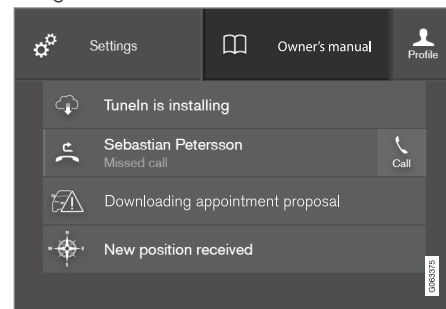 Settings
Owner's manual
Profile
TuneIn is installing
Sebastian Petersson
Missed call
Call
Downloading appointment proposal
New position received
G063375